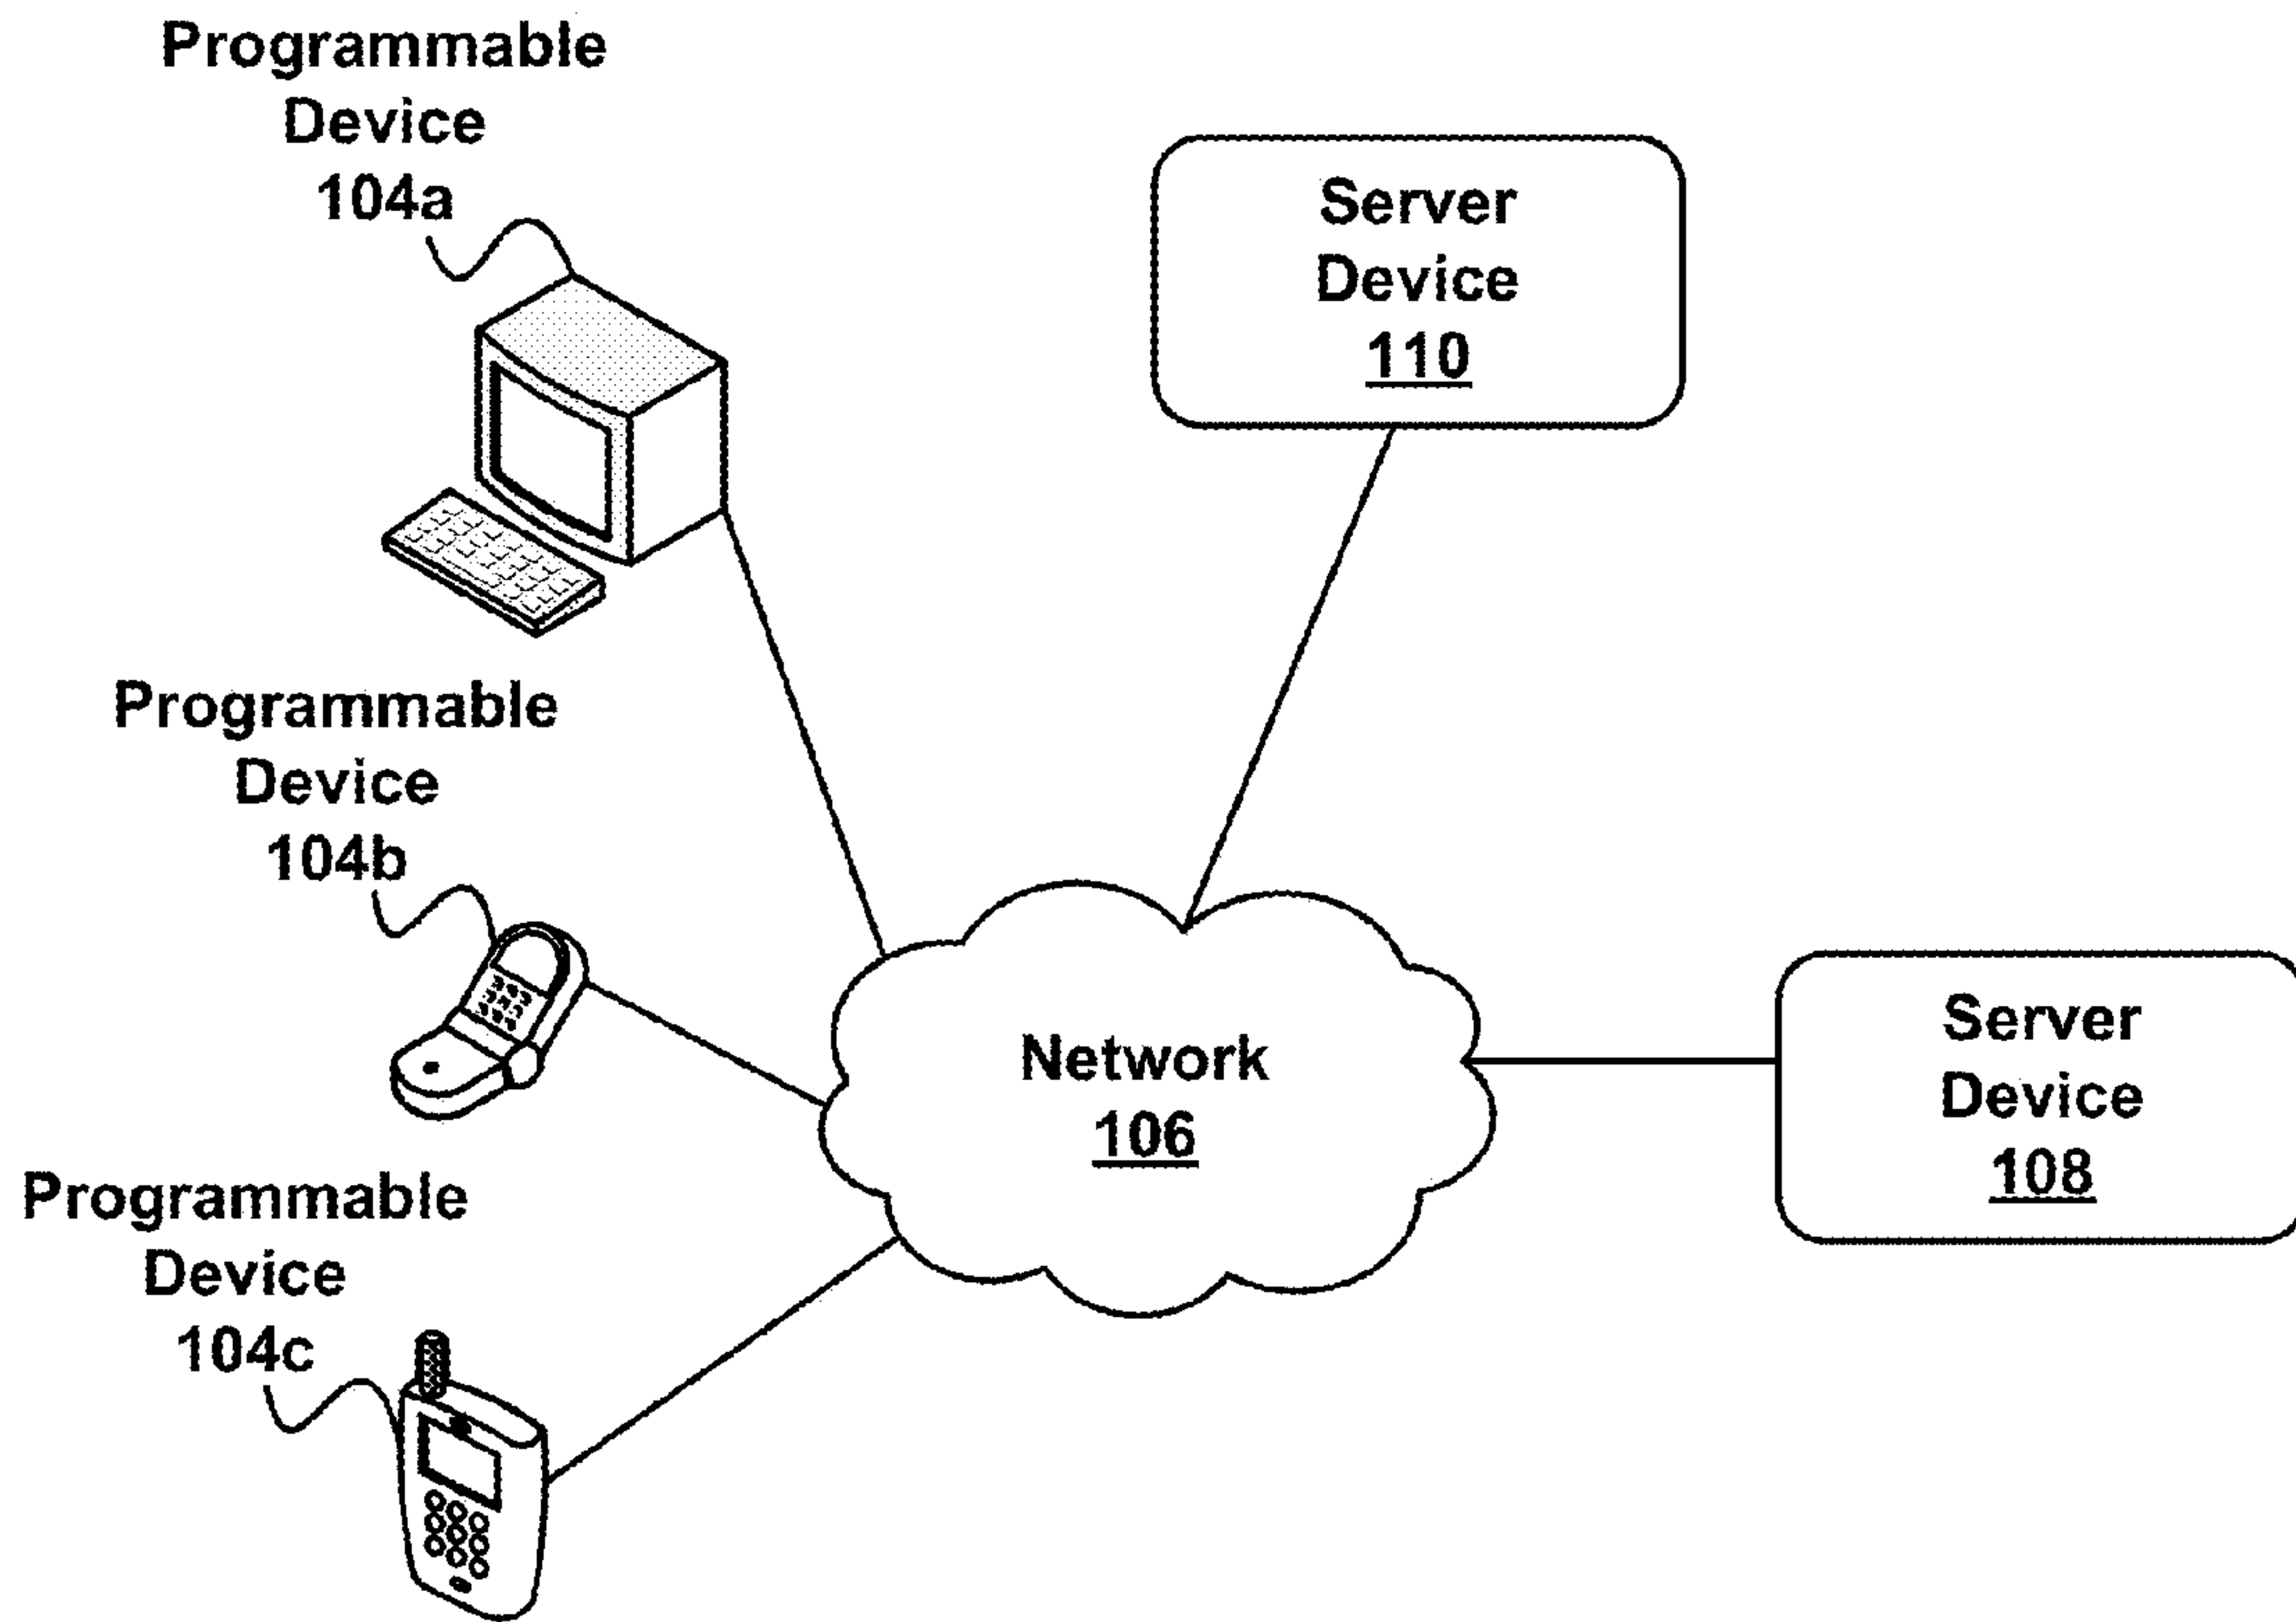 Programmable
Device
104a
Server
Device
110
Programmable
Device
104b
Network
106
Server
Device
108
Programmable
Device
104c